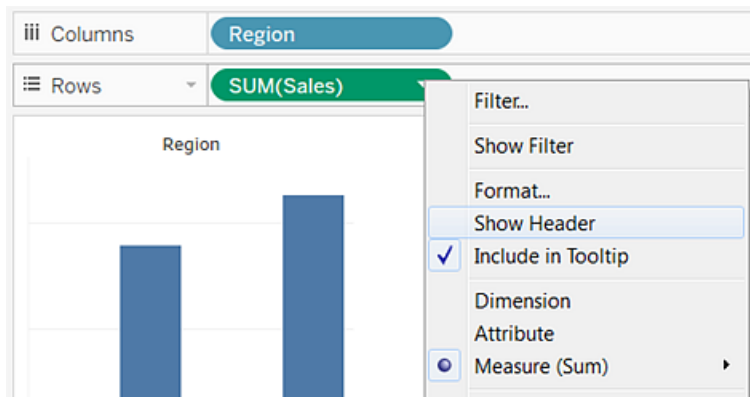 Columns
Region
Rows
SUM(Sales)
Region
Filter...
Show Filter
Format...
Show Header
Include in Tooltip
Dimension
Attribute
Measure (Sum)